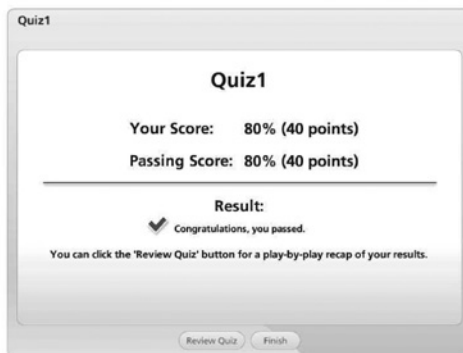 Quiz1
Quiz1
Your Score: 80% (40 points)
Passing Score: 80% (40 points)
Result:
Congratulations, you passed.
You can click the 'Review Quiz' button for a play-by-play recap of your results.
Review Quiz Finish